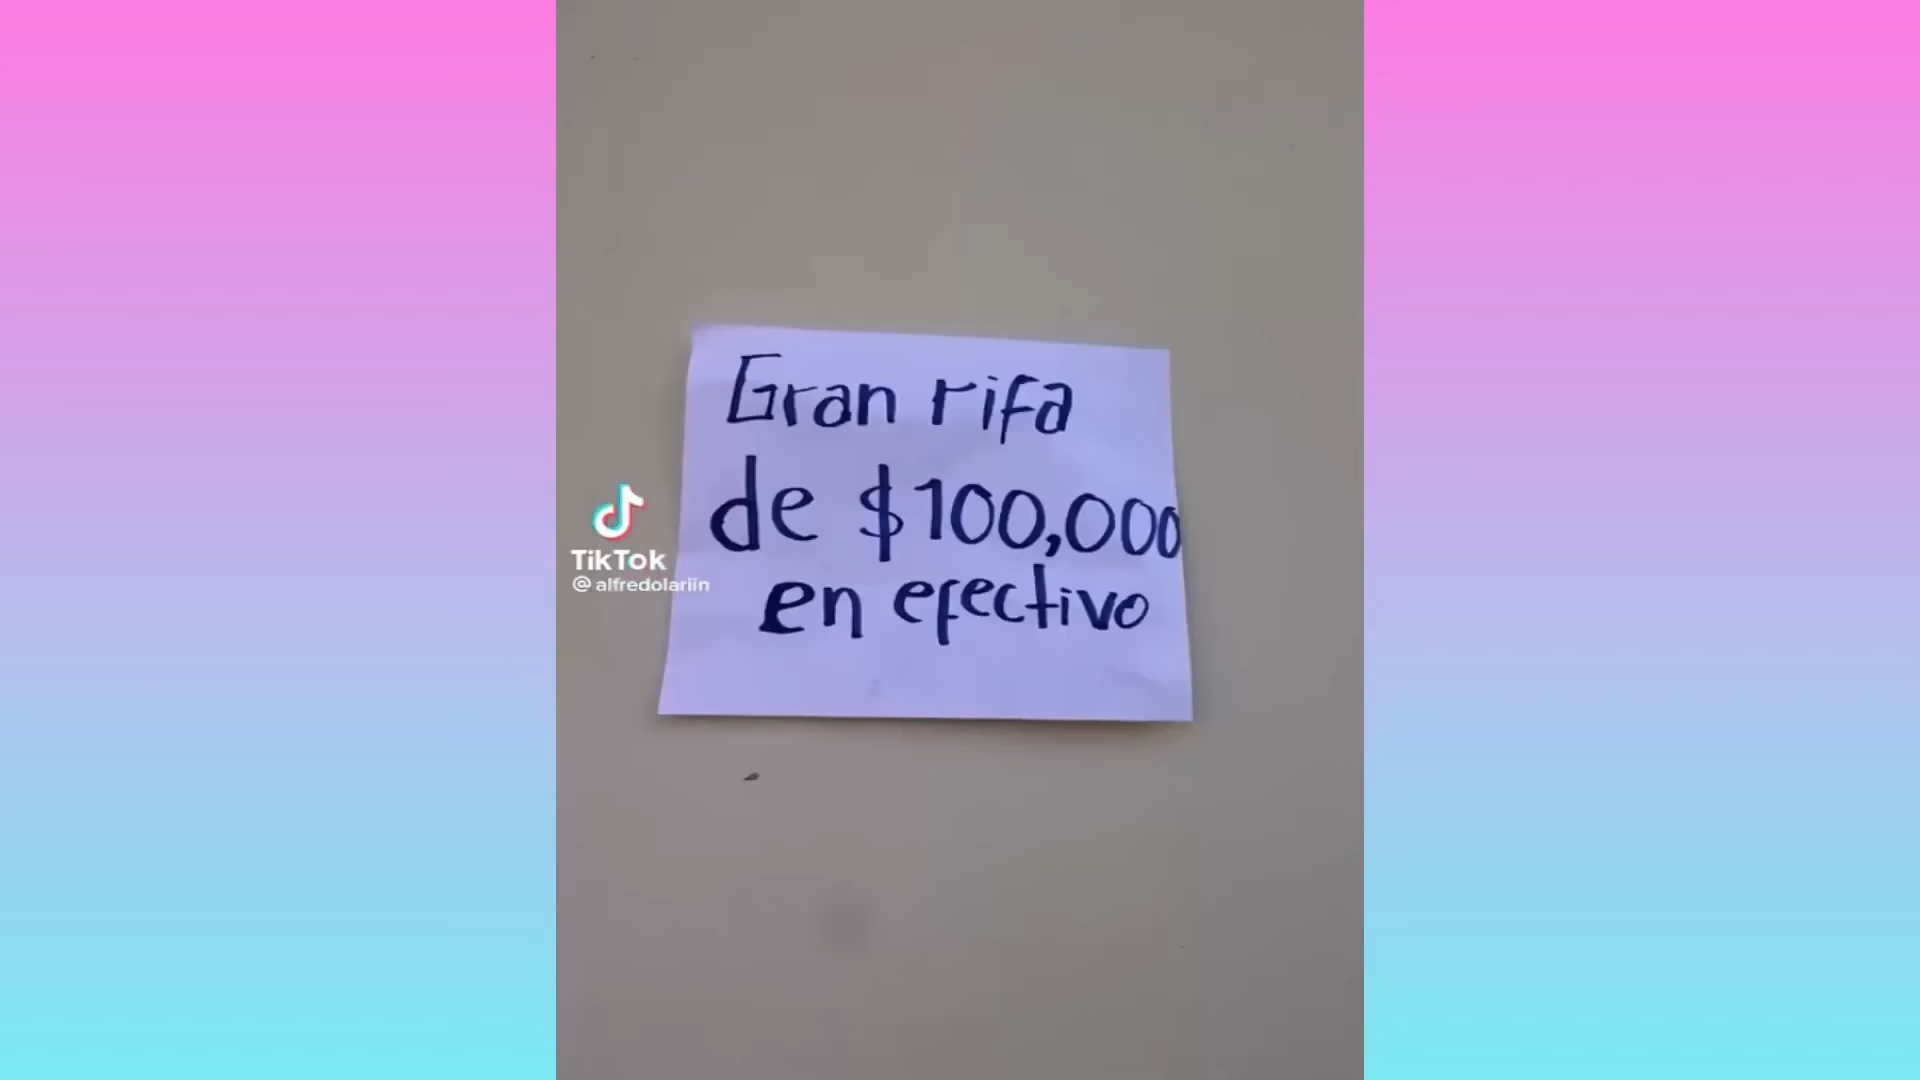 Gran rifa
de $100,000
en efectivo
TikTok
@alfredolariin